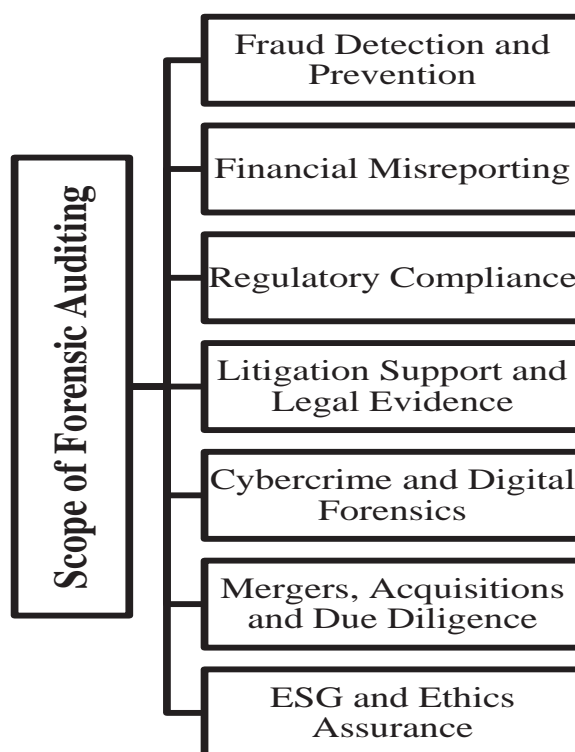 Scope of Forensic Auditing
Fraud Detection and
Prevention
Financial Misreporting
Regulatory Compliance
Litigation Support and
Legal Evidence
Cybercrime and Digital
Forensics
Mergers, Acquisitions
and Due Diligence
ESG and Ethics
Assurance